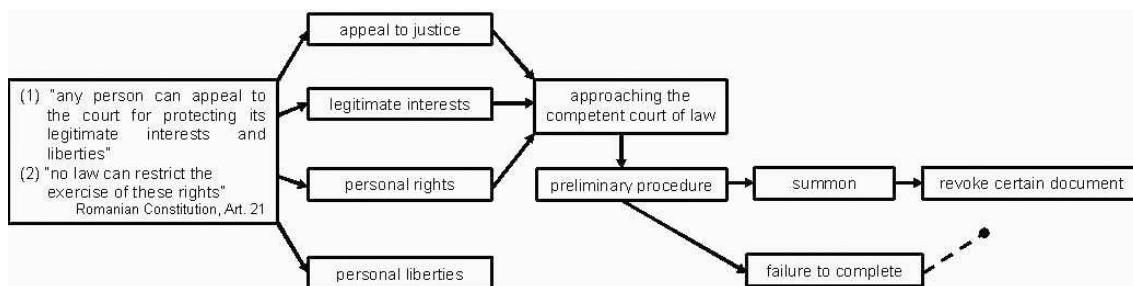 (1) "any person can appeal to
the court for protecting its
legitimate interests and
liberties"
(2) "no law can restrict the
exercise of these rights"
Romanian Constitution, Art. 21
appeal to justice
legitimate interests
personal rights
personal liberties
approaching the
competent court of law
preliminary procedure
summon
revoke certain document
failure to complete